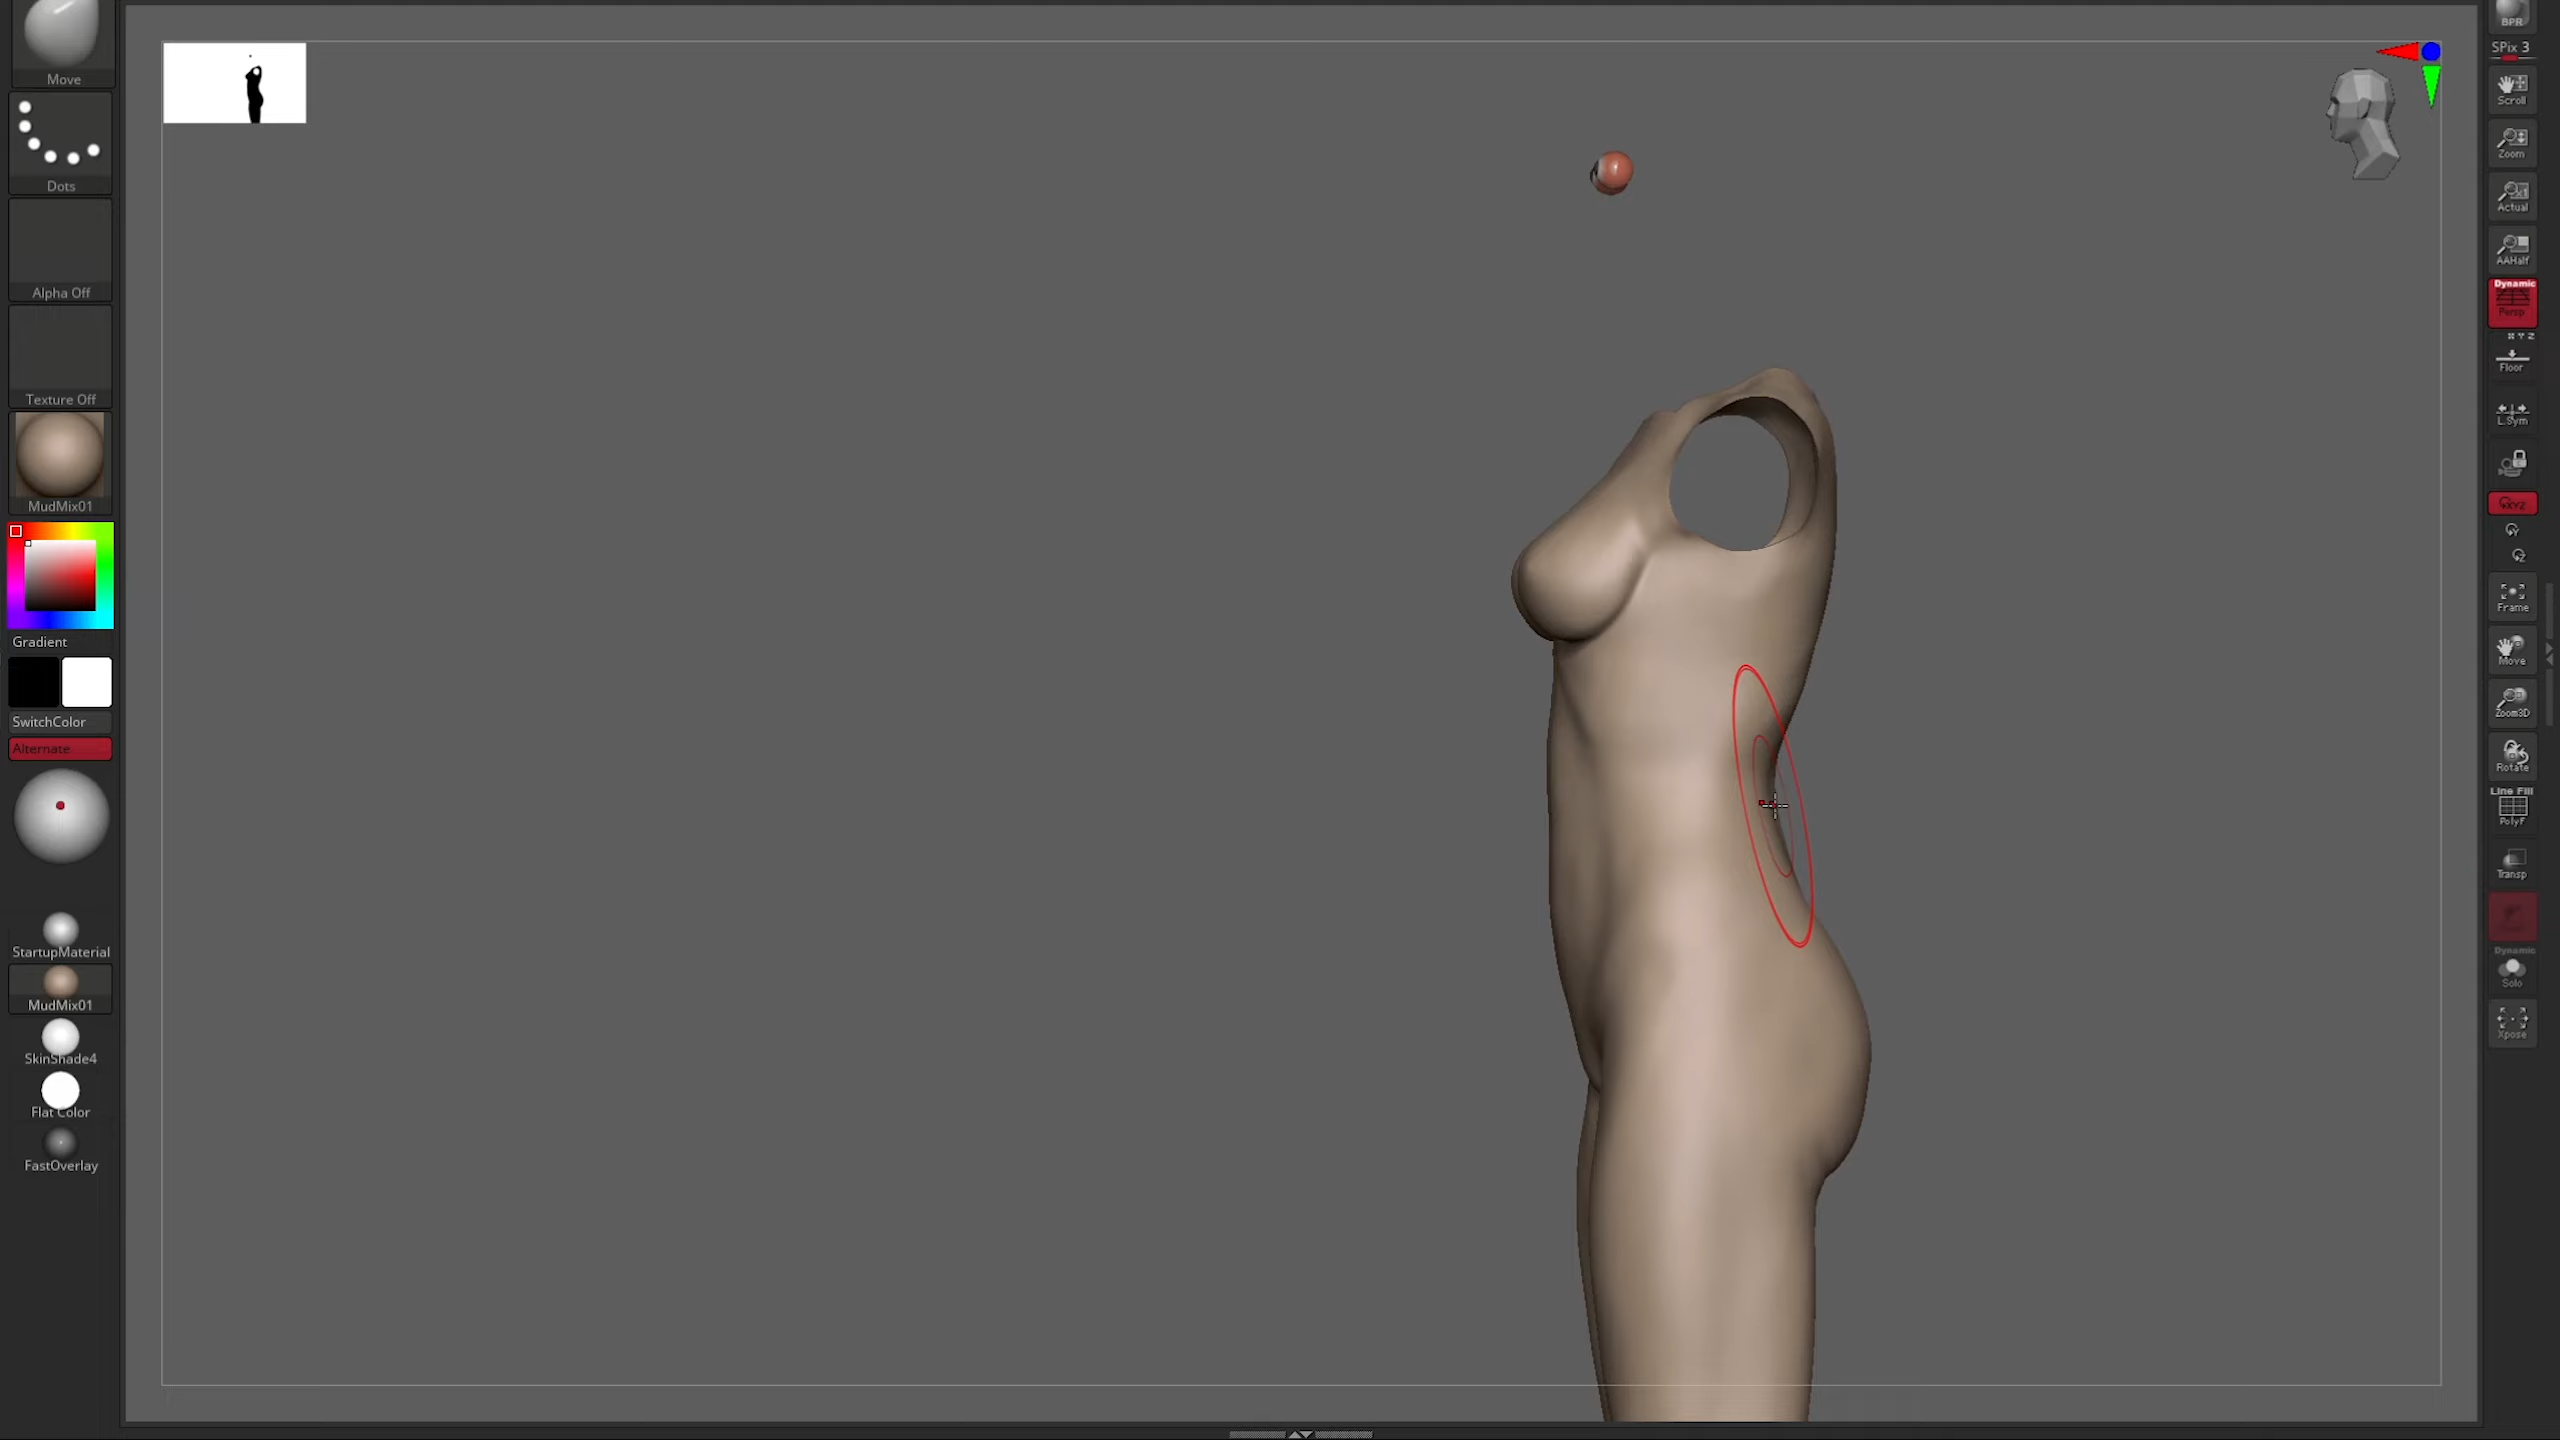 Move
Dots
Alpha Off
Texture Off
MudMix01
Gradient
SwitchColor
Alternate
StartupMaterial
MudMix01
SkinShade4
Flat Color
FastOverlay
BPR
SPix 3
Scroll
Zoom
Actual
AAHalf
Dynamic
Persp
X Y Z
Floor
L.Sym
XYZ
Y
Z
Frame
Move
Zoom3D
Rotate
Line Fill
PolyF
Transp
Dynamic
Solo
Xpose